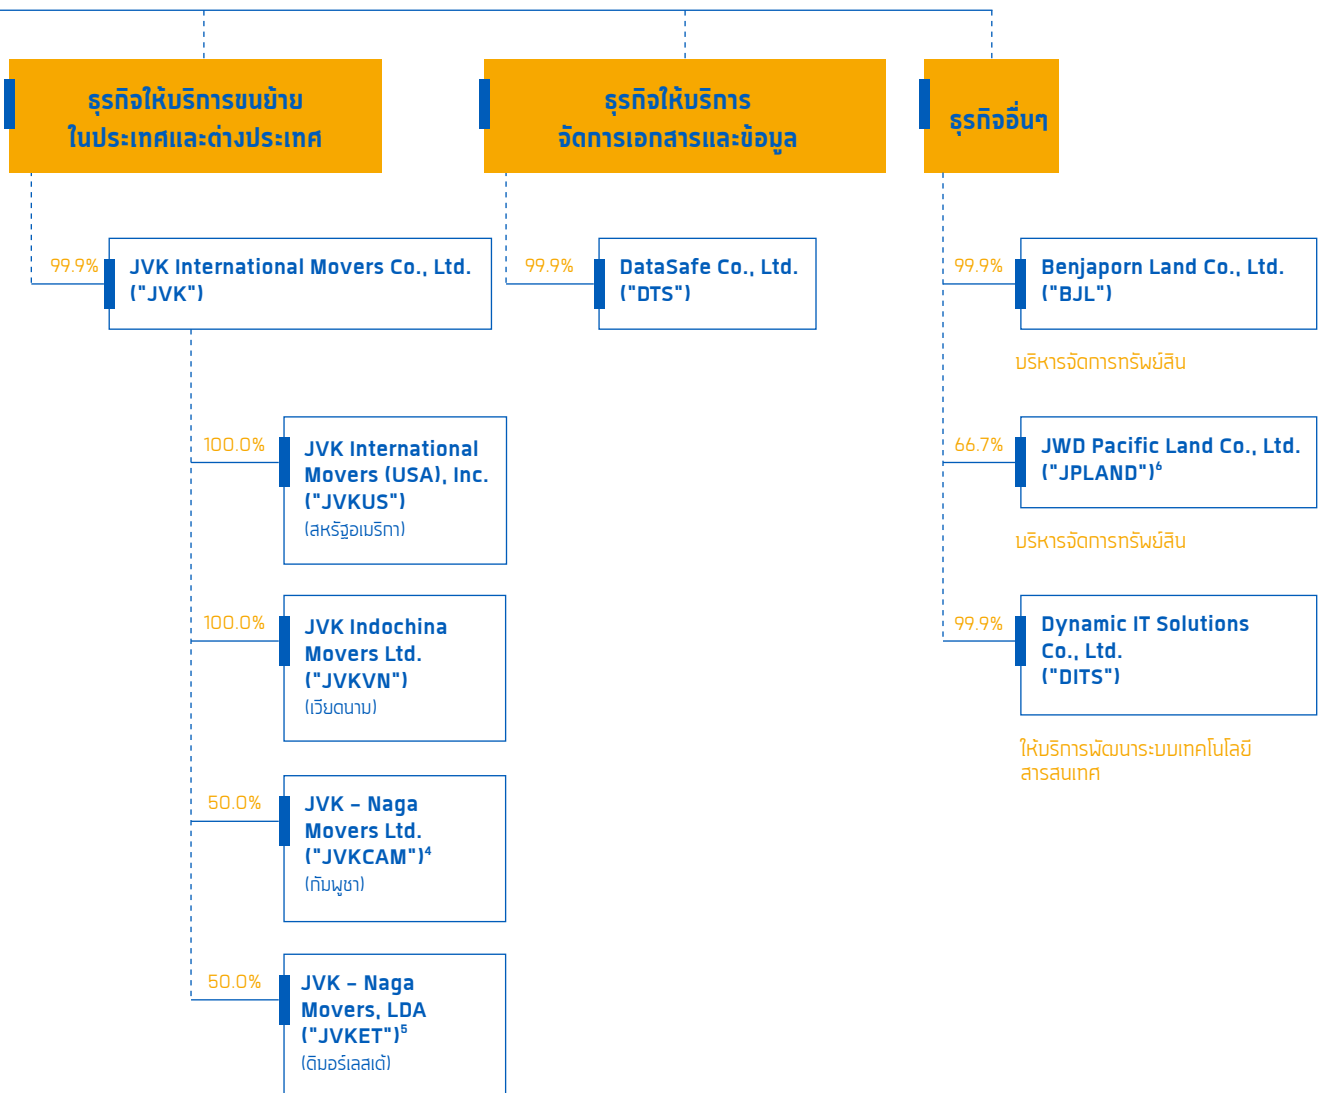 ธุรกิจให้บริการขนย้าย
ในประเทศและต่างประเทศ
99.9%
JVK International Movers Co., Ltd.
("JVK")
100.0%
JVK International
Movers (USA), Inc.
("JVKUS")
(สหรัฐอเมริกา)
100.0%
JVK Indochina
Movers Ltd.
("JVKVN")
(เวียดนาม)
50.0%
JVK – Naga
Movers Ltd.
("JVKCAM")⁴
(กัมพูชา)
50.0%
JVK – Naga
Movers, LDA
("JVKET")⁵
(ติมอร์เลสเต้)
ธุรกิจให้บริการ
จัดการเอกสารและข้อมูล
99.9%
DataSafe Co., Ltd.
("DTS")
ธุรกิจอื่นๆ
99.9%
Benjaporn Land Co., Ltd.
("BJL")
บริหารจัดการทรัพย์สิน
66.7%
JWD Pacific Land Co., Ltd.
("JPLAND")⁶
บริหารจัดการทรัพย์สิน
99.9%
Dynamic IT Solutions
Co., Ltd.
("DITS")
ให้บริการพัฒนาระบบเทคโนโลยี
สารสนเทศ